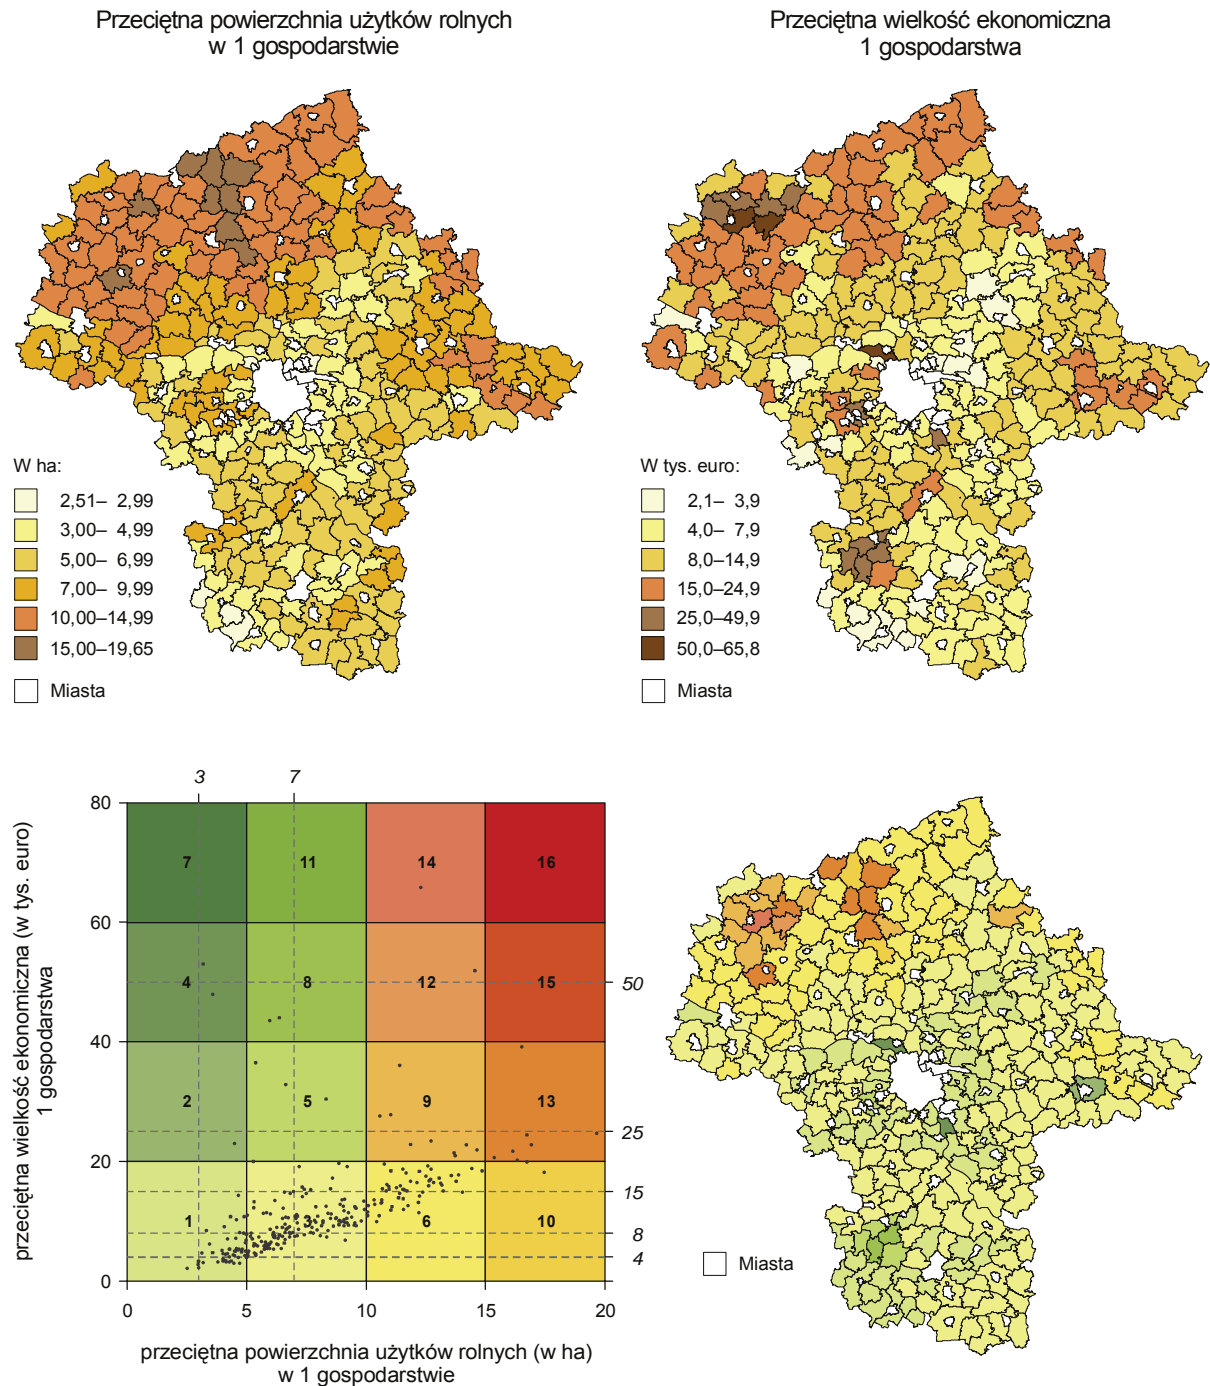 Przeciętna powierzchnia użytków rolnych
w 1 gospodarstwie
Przeciętna wielkość ekonomiczna
1 gospodarstwa
W ha:
2,51– 2,99
3,00– 4,99
5,00– 6,99
7,00– 9,99
10,00–14,99
15,00–19,65
Miasta
W tys. euro:
2,1– 3,9
4,0– 7,9
8,0–14,9
15,0–24,9
25,0–49,9
50,0–65,8
Miasta
3 7
80
7 11 14 16
60
4 8 12 15 50
40
2 5 9 13
25
20
15
1 3 6 10
8
4
0
0 5 10 15 20
przeciętna wielkość ekonomiczna (w tys. euro)
1 gospodarstwa
przeciętna powierzchnia użytków rolnych (w ha)
w 1 gospodarstwie
Miasta